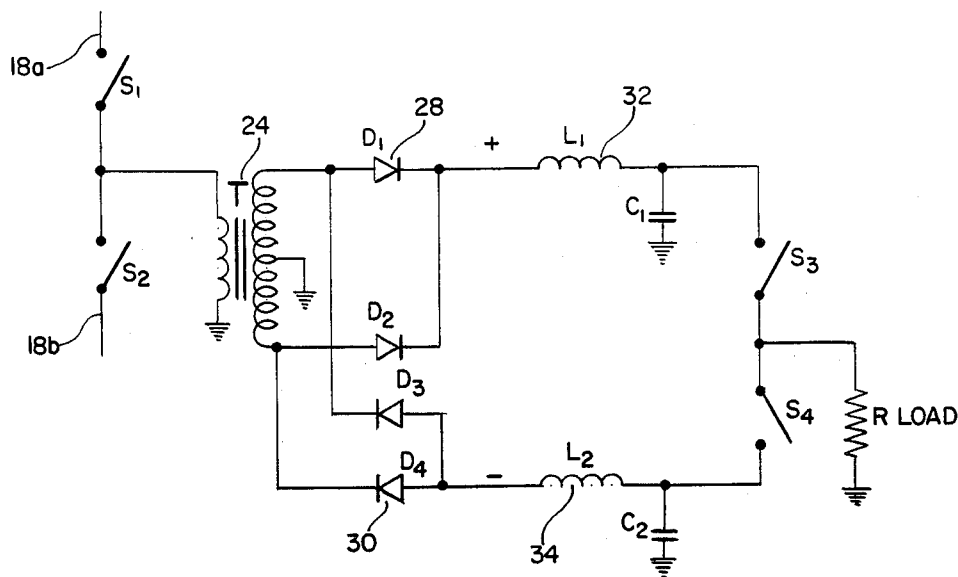 18a
S1
24
T
D1
28
+
L1
32
C1
S2
18b
D2
S3
D3
S4
R LOAD
D4
30
−
L2
34
C2